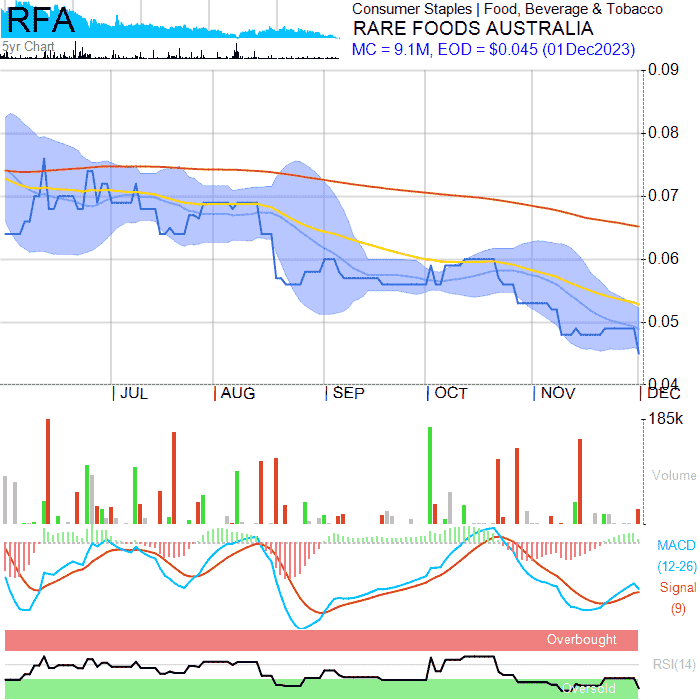 RFA
Consumer Staples | Food, Beverage & Tobacco
RARE FOODS AUSTRALIA
MC = 9.1M, EOD = $0.045 (01Dec2023)
5yr Chart
0.09
0.08
0.07
0.06
0.05
0.04
JUL AUG SEP OCT NOV DEC
185k
Volume
MACD
(12-26)
Signal
(9)
Overbought
RSI(14)
Oversold